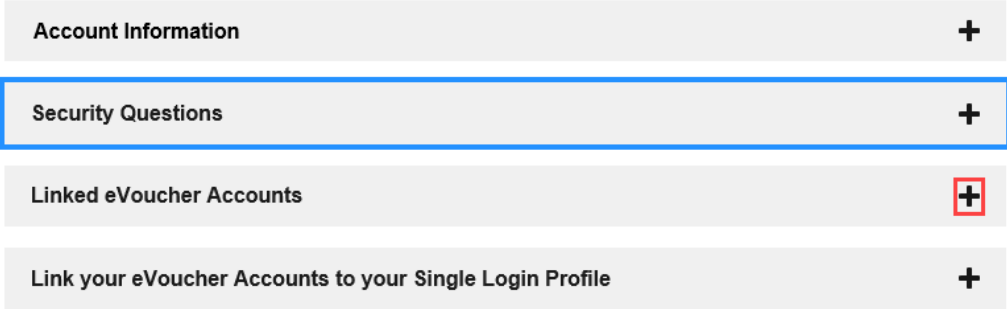 Account Information
Security Questions
Linked eVoucher Accounts
Link your eVoucher Accounts to your Single Login Profile